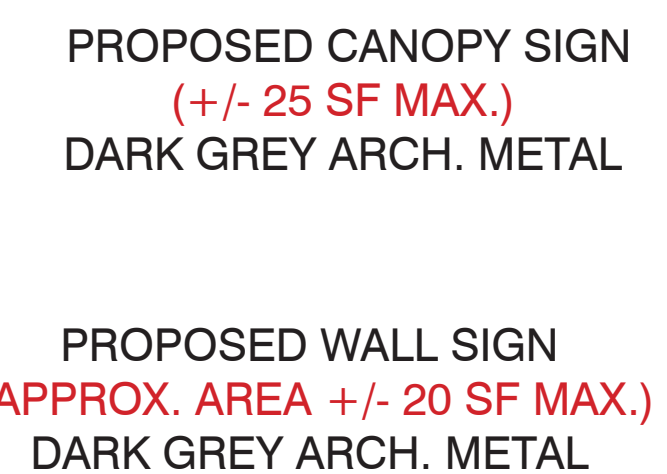 PROPOSED CANOPY SIGN
(+/- 25 SF MAX.)
DARK GREY ARCH. METAL
PROPOSED WALL SIGN
APPROX. AREA +/- 20 SF MAX.)
DARK GREY ARCH. METAL